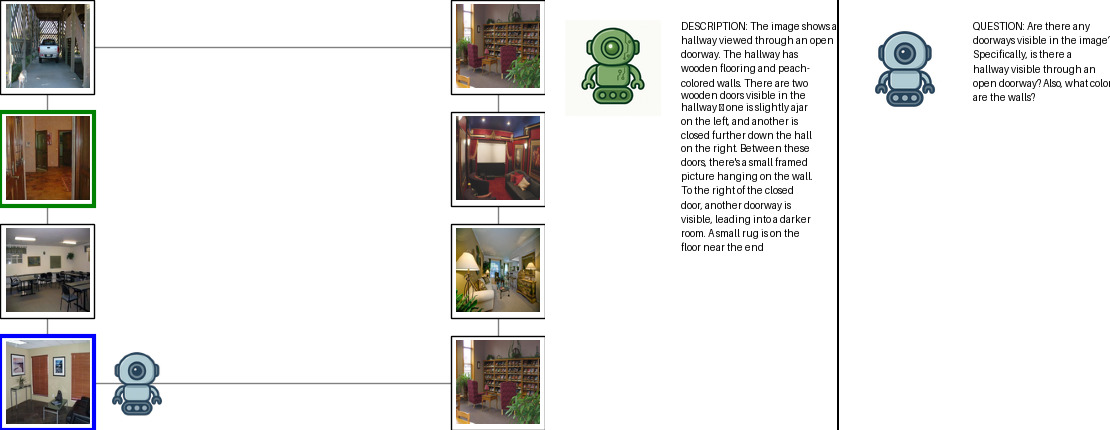 DESCRIPTION: The image shows a
hallway viewed through an open
doorway. The hallway has
wooden flooring and peach-
colored walls. There are two
wooden doors visible in the
hallway one is slightly ajar
on the left, and another is
closed further down the hall
on the right. Between these
doors, there's a small framed
picture hanging on the wall.
To the right of the closed
door, another doorway is
visible, leading into a darker
room. A small rug is on the
floor near the end
QUESTION: Are there any
doorways visible in the image?
Specifically, is there a
hallway visible through an
open doorway? Also, what color
are the walls?